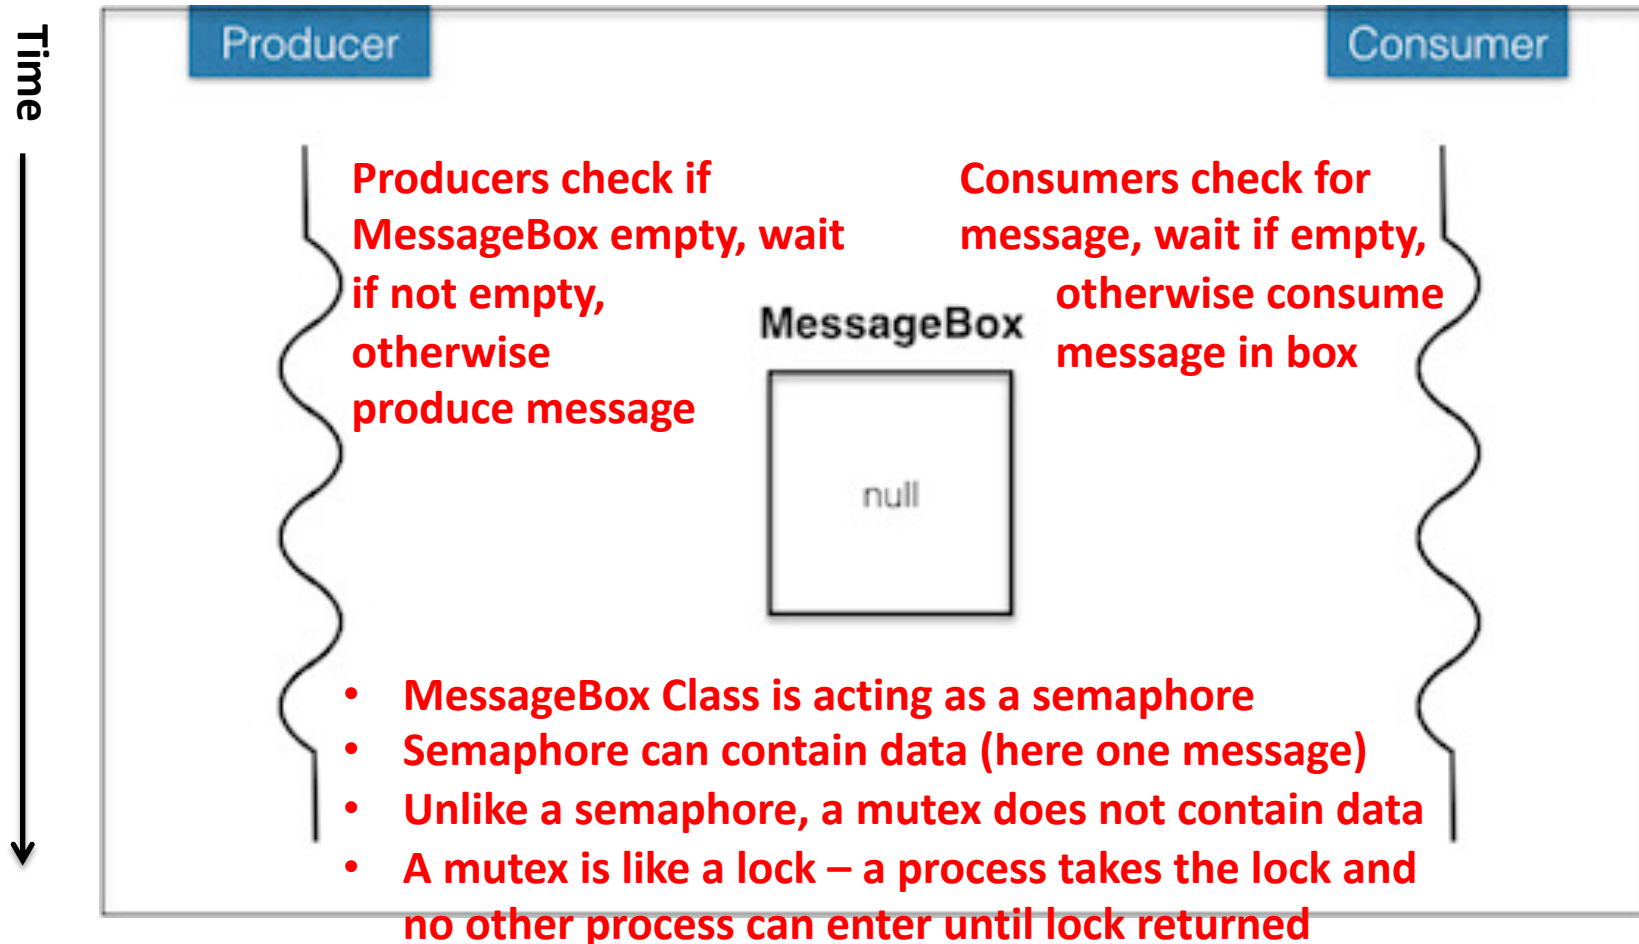 Time
Producer
Consumer
Producers check if
MessageBox empty, wait
if not empty,
otherwise
produce message
Consumers check for
message, wait if empty,
otherwise consume
message in box
MessageBox
null
• MessageBox Class is acting as a semaphore
• Semaphore can contain data (here one message)
• Unlike a semaphore, a mutex does not contain data
• A mutex is like a lock – a process takes the lock and
no other process can enter until lock returned